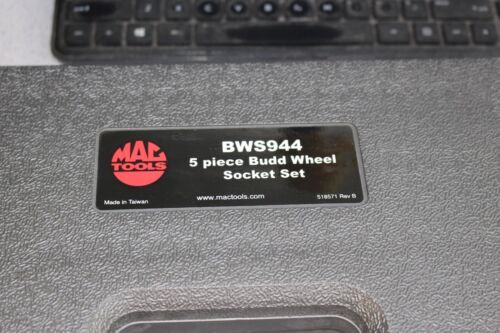 MAC
TOOLS
BWS944
5 piece Budd Wheel
Socket Set
Made in Taiwan
www.mactools.com
518571 Rev B